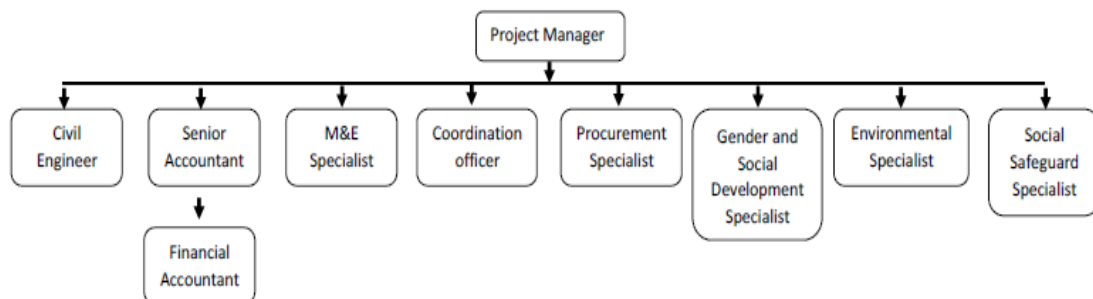 Project Manager
Civil
Engineer
Senior
Accountant
M&E
Specialist
Coordination
officer
Procurement
Specialist
Gender and
Social
Development
Specialist
Environmental
Specialist
Social
Safeguard
Specialist
Financial
Accountant